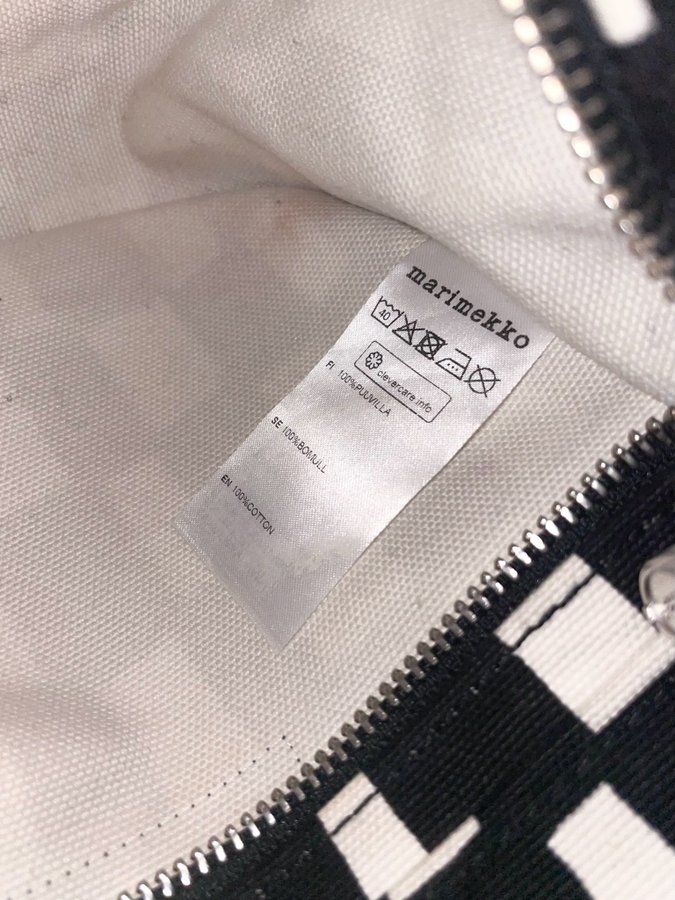 marimekko
40
clevercare.info
FI 100%PUUVILLA
SE 100%BOMULL
EN 100%COTTON